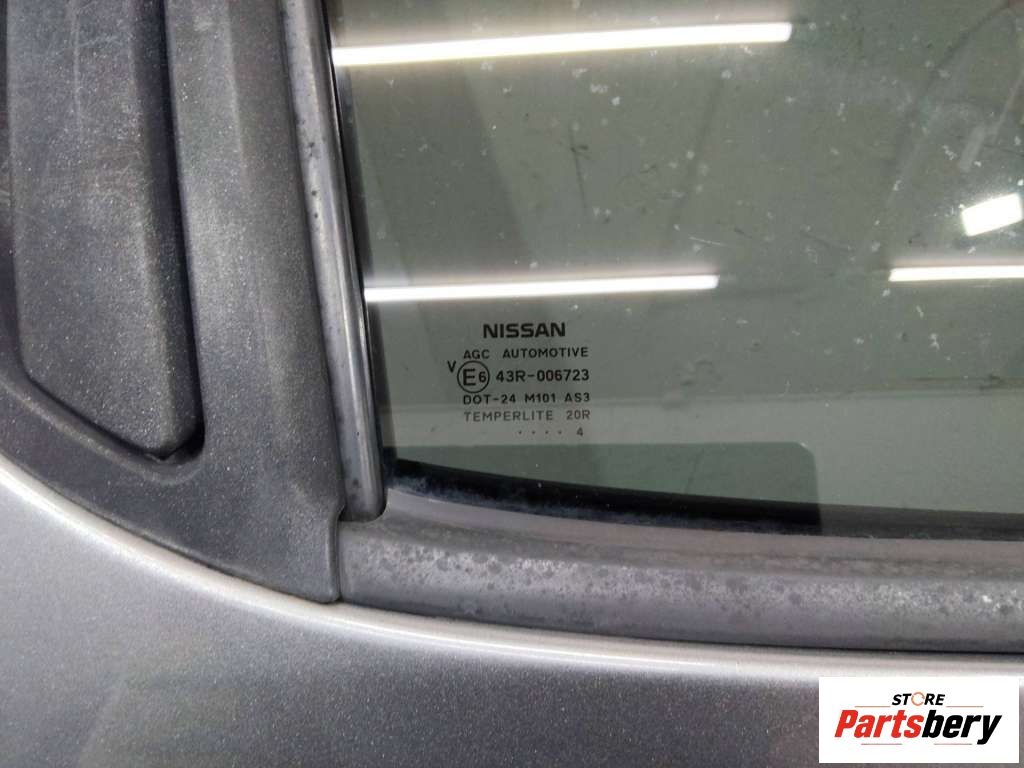 NISSAN
AGC AUTOMOTIVE
V E6 43R-006723
DOT-24 M101 AS3
TEMPERLITE 20R
.... 4
STORE
Partsbery